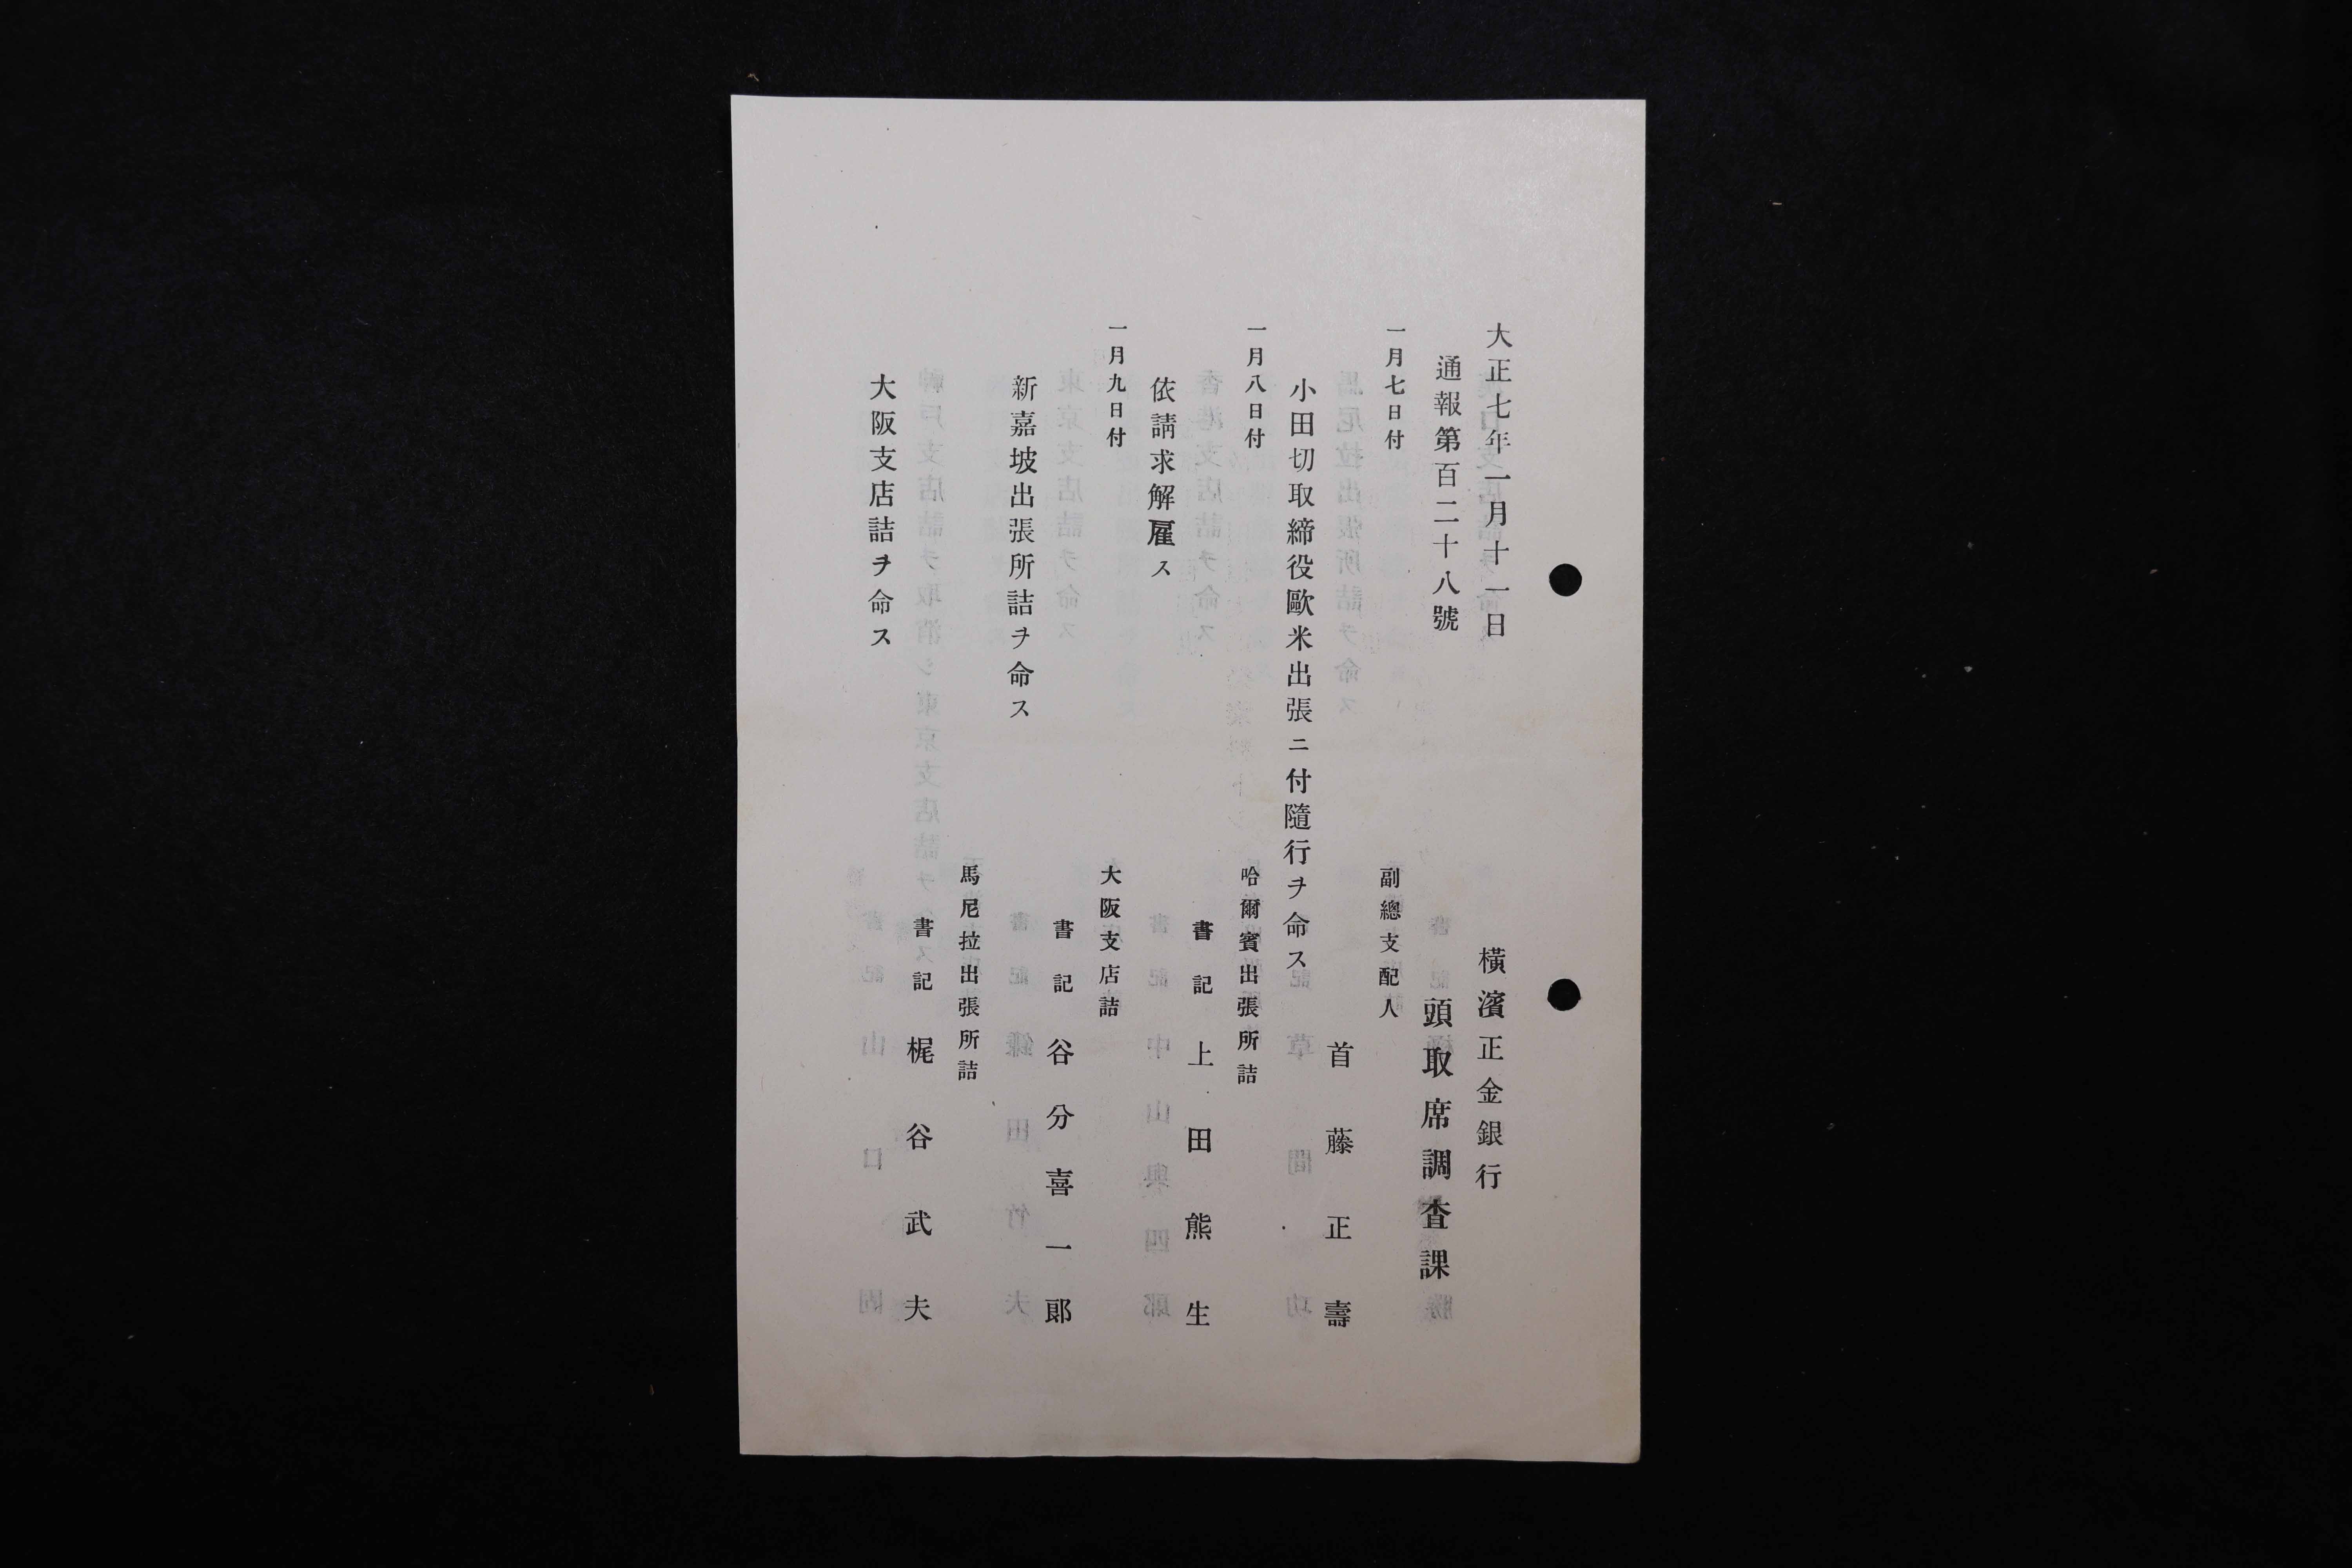 大正七年一月十一日
橫濱正金銀行
通報第百二十八號
頭取席調査課
一月七日付
副總支配人
首藤正壽
小田切取締役歐米出張ニ付隨行ヲ命ス
一月八日付
哈爾賓出張所詰
書記 上田熊生
依請求解雇ス
一月九日付
大阪支店詰
書記 谷分喜一郞
新嘉坡出張所詰ヲ命ス
馬尼拉出張所詰
書記 梶谷武夫
大阪支店詰ヲ命ス